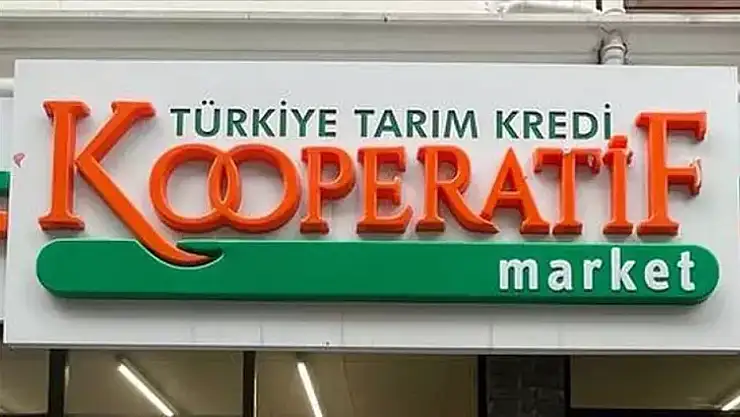 TÜRKİYE TARIM KREDİ
KOOPERATİF
market